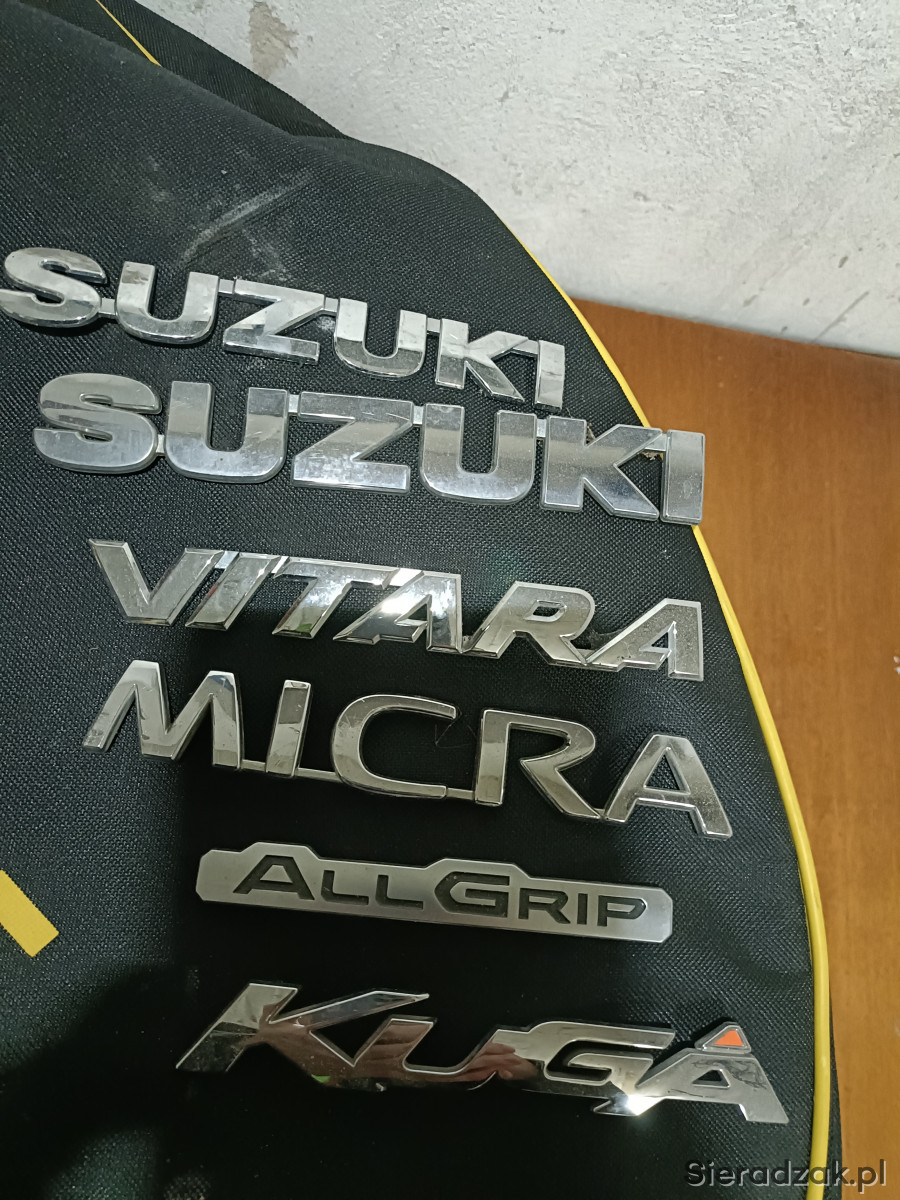 SUZUKI
SUZUKI
VITARA
MICRA
ALLGRIP
KUGA
Sieradzak.pl